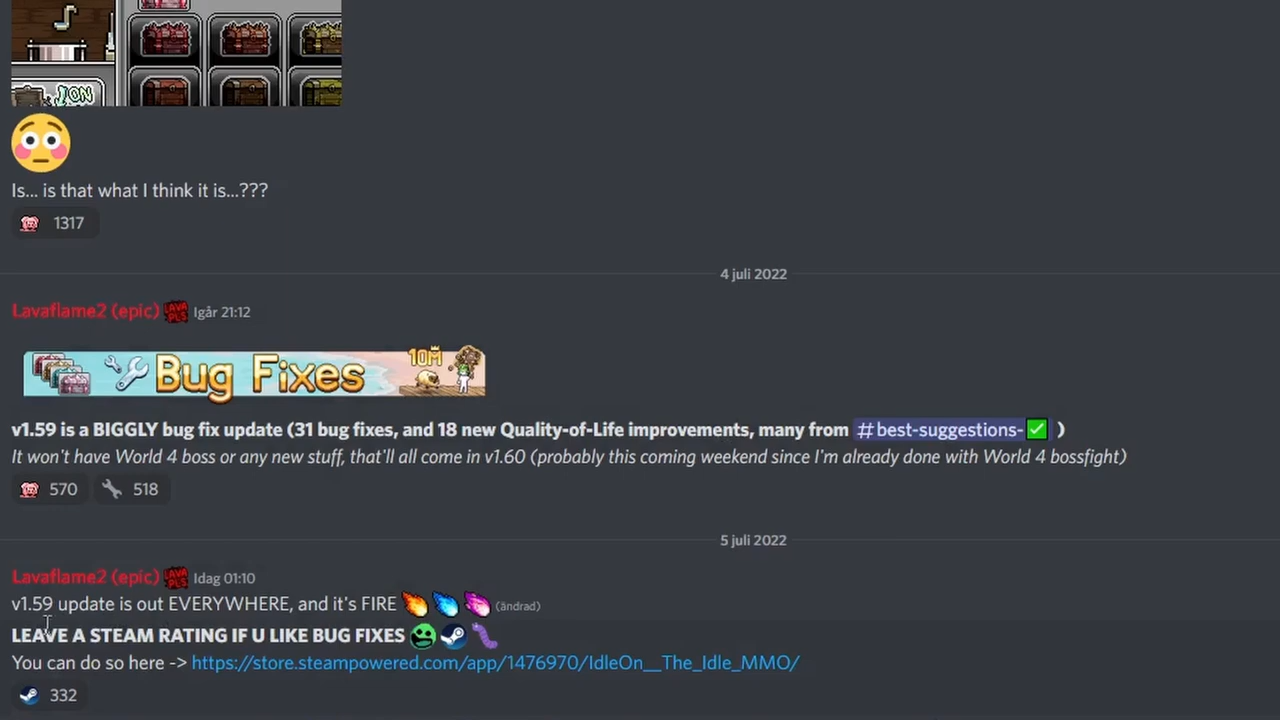 Is... is that what I think it is...???
1317
4 juli 2022
Lavaflame2 (epic) LAVA PLS Igår 21:12
Bug Fixes 10M
v1.59 is a BIGGLY bug fix update (31 bug fixes, and 18 new Quality-of-Life improvements, many from #best-suggestions-✅ )
It won't have World 4 boss or any new stuff, that'll all come in v1.60 (probably this coming weekend since I'm already done with World 4 bossfight)
570 518
5 juli 2022
Lavaflame2 (epic) LAVA PLS Idag 01:10
v1.59 update is out EVERYWHERE, and it's FIRE (ändrad)
LEAVE A STEAM RATING IF U LIKE BUG FIXES
You can do so here -> https://store.steampowered.com/app/1476970/IdleOn__The_Idle_MMO/
332